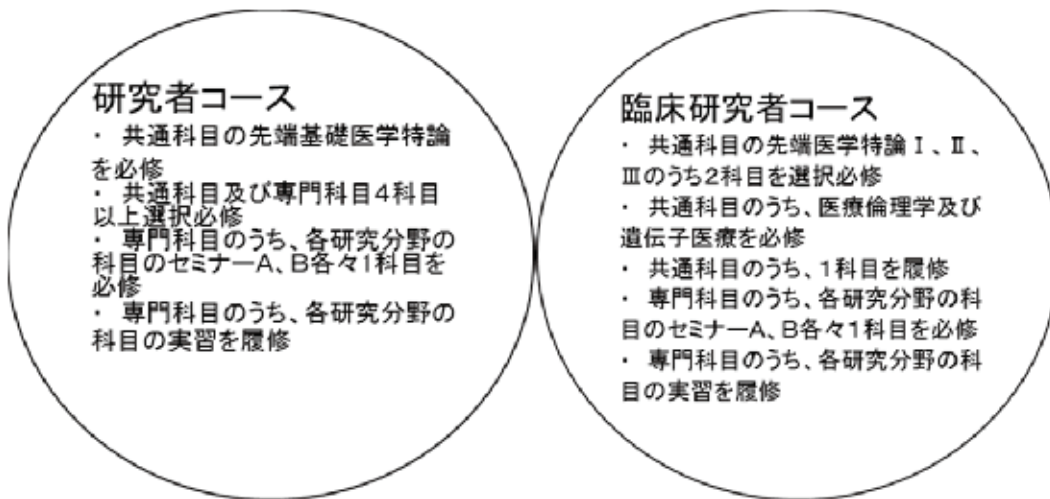 研究者コース
・ 共通科目の先端基礎医学特論
を必修
・ 共通科目及び専門科目4科目
以上選択必修
・ 専門科目のうち、各研究分野の
科目のセミナーA、B各々1科目を
必修
・ 専門科目のうち、各研究分野の
科目の実習を履修
臨床研究者コース
・ 共通科目の先端医学特論Ⅰ、Ⅱ、
Ⅲのうち2科目を選択必修
・ 共通科目のうち、医療倫理学及び
遺伝子医療を必修
・ 共通科目のうち、1科目を履修
・ 専門科目のうち、各研究分野の科
目のセミナーA、B各々1科目を必修
・ 専門科目のうち、各研究分野の科
目の実習を履修